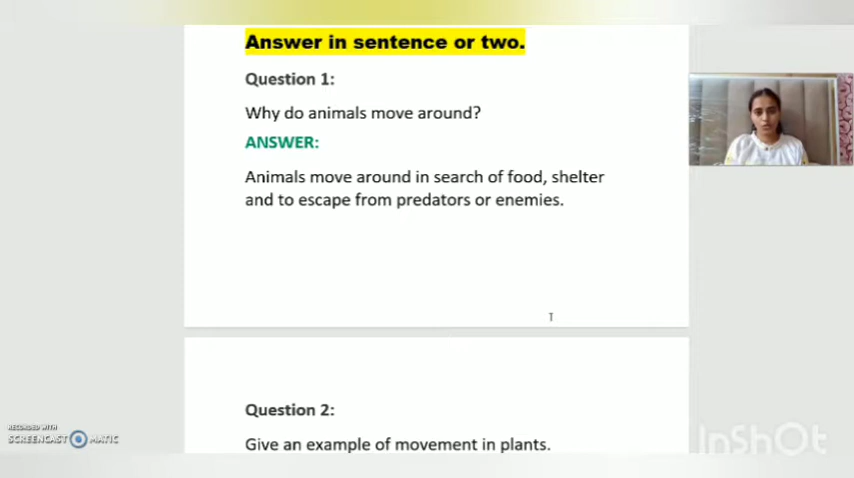 Answer in sentence or two.
Question 1:
Why do animals move around?
ANSWER:
Animals move around in search of food, shelter
and to escape from predators or enemies.
Question 2:
Give an example of movement in plants.
RECORDED WITH
SCREENCAST MATIC
InShOt